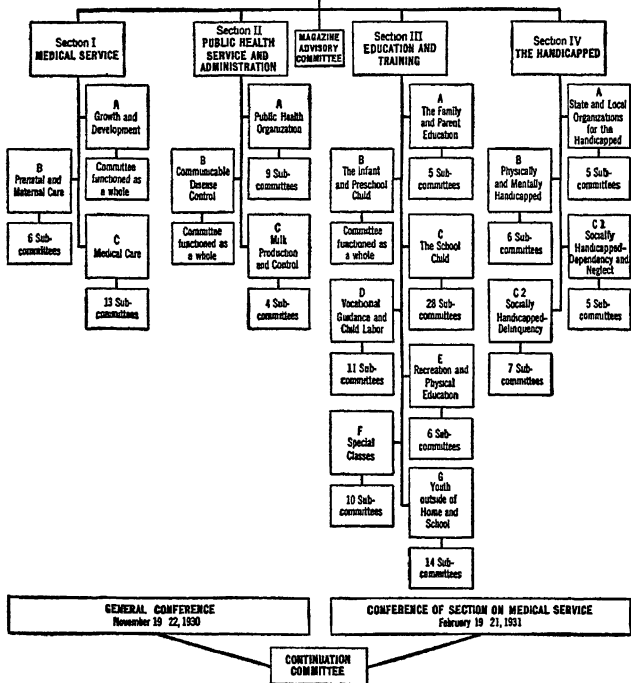 Section I
MEDICAL SERVICE
A
Growth and
Development
Committee
functioned as
a whole
B
Prenatal and
Maternal Care
6 Sub-
committees
C
Medical Care
13 Sub-
committees
Section II
PUBLIC HEALTH
SERVICE AND
ADMINISTRATION
A
Public Health
Organization
9 Sub-
committees
B
Communicable
Disease
Control
Committee
functioned as
a whole
C
Milk
Production
and Control
4 Sub-
committees
MAGAZINE
ADVISORY
COMMITTEE
Section III
EDUCATION AND
TRAINING
A
The Family
and Parent
Education
5 Sub-
committees
B
The Infant
and Preschool
Child
Committee
functioned as
a whole
C
The School
Child
28 Sub-
committees
D
Vocational
Guidance and
Child Labor
11 Sub-
committees
E
Recreation and
Physical
Education
6 Sub-
committees
F
Special
Classes
10 Sub-
committees
G
Youth
outside of
Home and
School
14 Sub-
committees
Section IV
THE HANDICAPPED
A
State and Local
Organizations
for the
Handicapped
5 Sub-
committees
B
Physically
and Mentally
Handicapped
6 Sub-
committees
C 1
Socially
Handicapped-
Dependency and
Neglect
5 Sub-
committees
C 2
Socially
Handicapped-
Delinquency
7 Sub-
committees
GENERAL CONFERENCE
November 19 22, 1930
CONFERENCE OF SECTION ON MEDICAL SERVICE
February 19 21, 1931
CONTINUATION
COMMITTEE